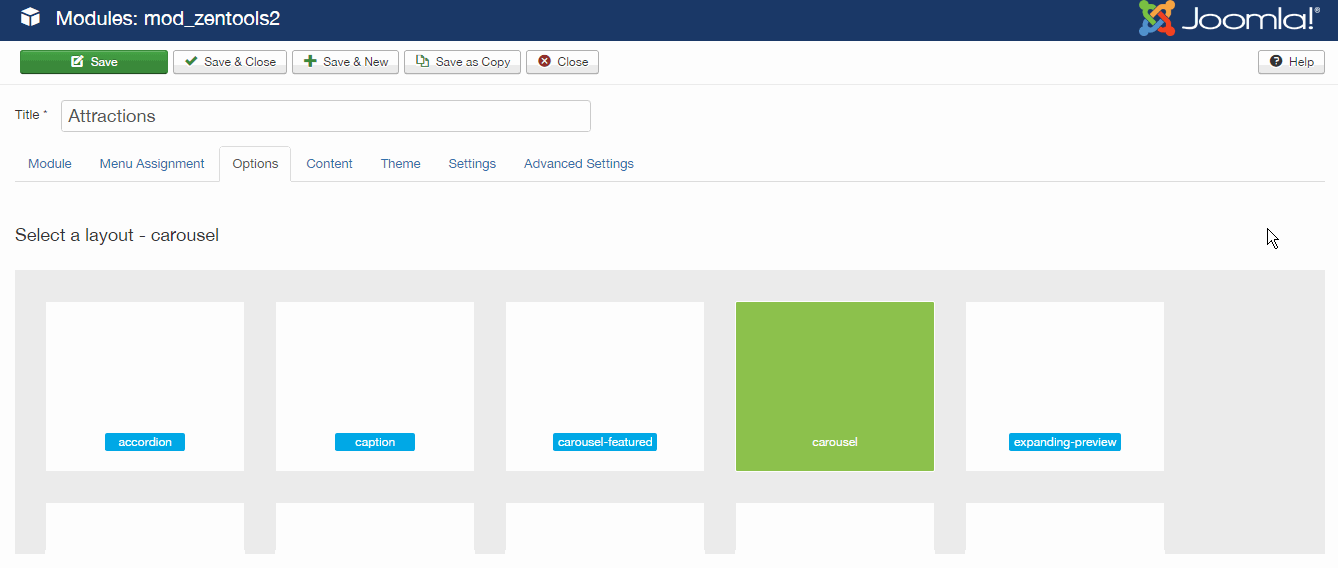 Modules: mod_zentools2
Joomla!®
Save
Save & Close
Save & New
Save as Copy
Close
Help
Title *
Attractions
Module
Menu Assignment
Options
Content
Theme
Settings
Advanced Settings
Select a layout - carousel
accordion
caption
carousel-featured
carousel
expanding-preview